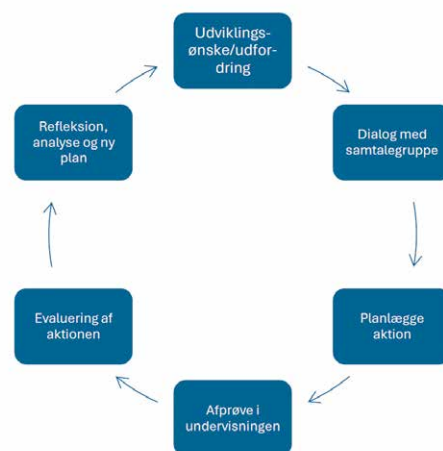 Udviklings-
ønske/udfor-
dring
Dialog med
samtalegruppe
Planlægge
aktion
Afprøve i
undervisningen
Evaluering af
aktionen
Refleksion,
analyse og ny
plan